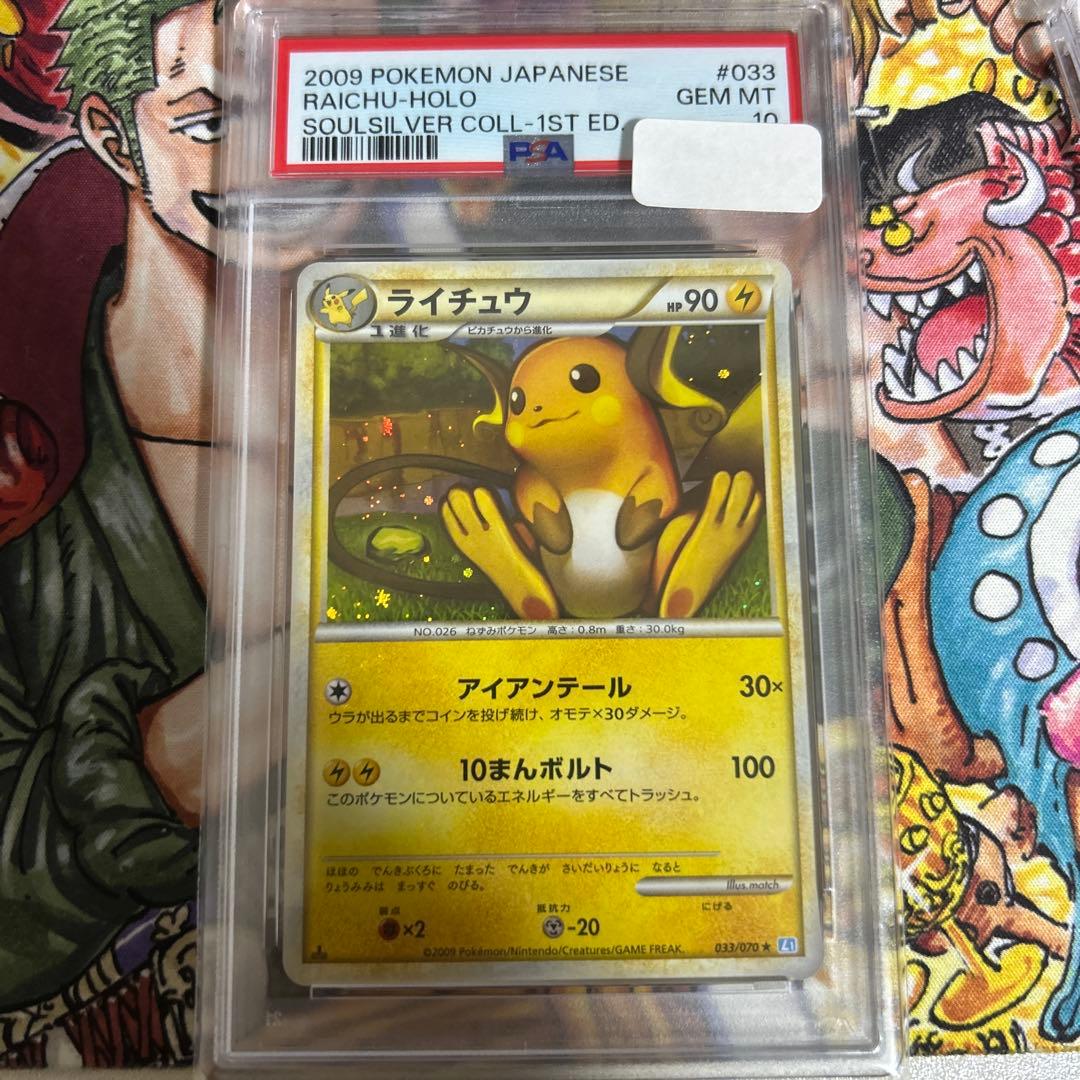 2009 POKEMON JAPANESE #033
RAICHU-HOLO GEM MT
SOULSILVER COLL-1ST ED. 10
PSA
ライチュウ HP90
1進化 ピカチュウから進化
NO.026 ねずみポケモン 高さ:0.8m 重さ:30.0kg
アイアンテール 30×
ウラが出るまでコインを投げ続け、オモテ×30ダメージ。
10まんボルト 100
このポケモンについているエネルギーをすべてトラッシュ。
ほほの でんきぶくろに たまった でんきが さいだいりょうに なると
りょうみみは まっすぐ のびる。
Illus.match
弱点 抵抗力 にげる
×2 -20
©2009 Pokémon/Nintendo/Creatures/GAME FREAK. 033/070★ L1